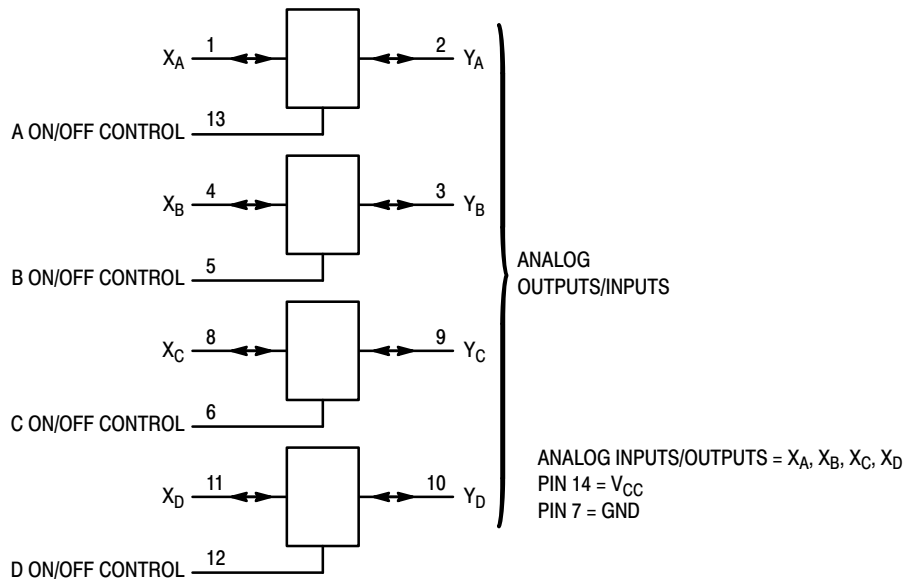 1
X_A
2
Y_A
13
A ON/OFF CONTROL
4
X_B
3
Y_B
5
B ON/OFF CONTROL
ANALOG
OUTPUTS/INPUTS
8
X_C
9
Y_C
6
C ON/OFF CONTROL
11
X_D
10
Y_D
12
D ON/OFF CONTROL
ANALOG INPUTS/OUTPUTS = X_A, X_B, X_C, X_D
PIN 14 = V_CC
PIN 7 = GND